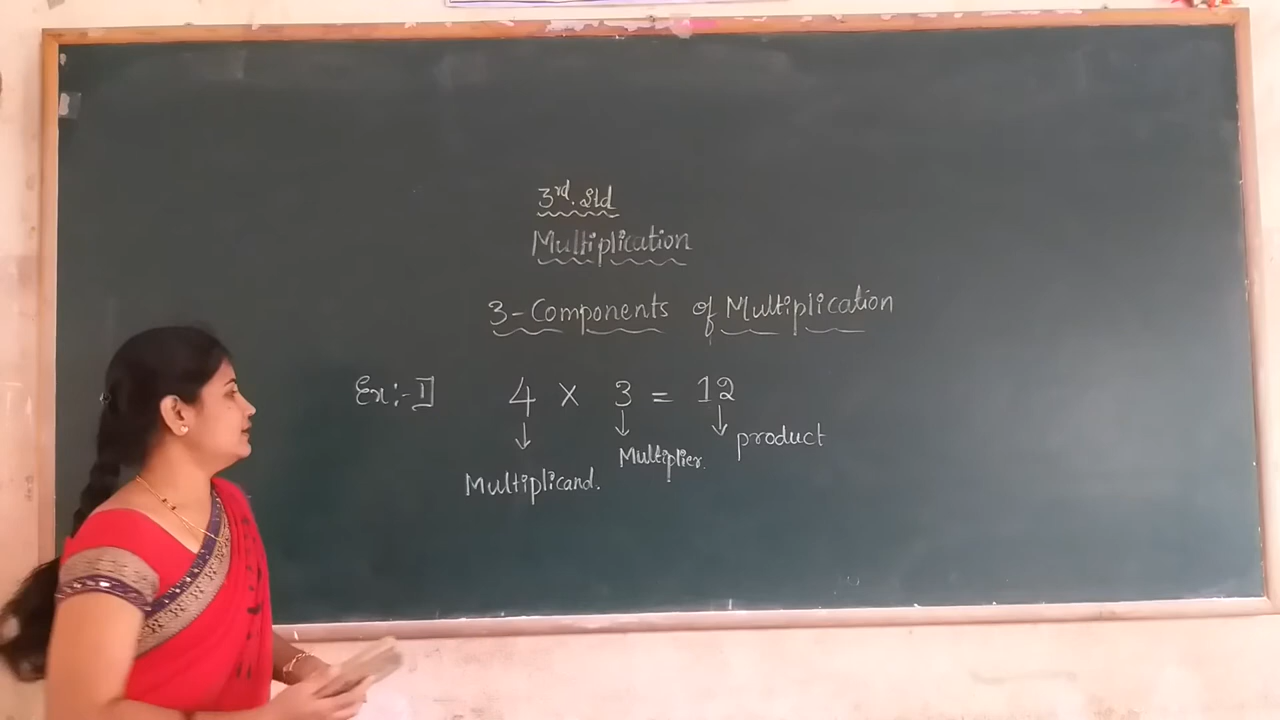 3rd. Std
Multiplication
3-Components of Multiplication
Ex:-I 4 x 3 = 12
↓ ↓ ↓
product
Multiplier.
Multiplicand.